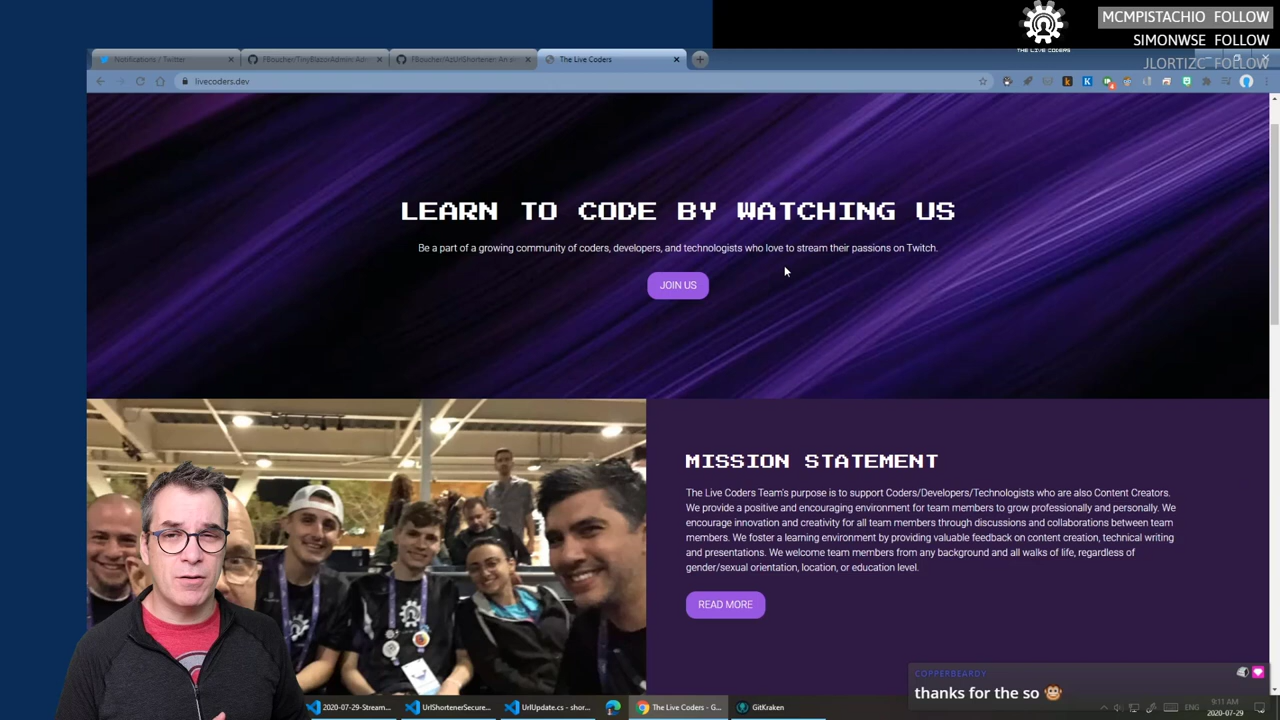 MCMPISTACHIO FOLLOW
SIMONWSE FOLLOW
JLORTIZC FOLLOW
THE LIVE CODERS
Notifications / Twitter
FBoucher/TinyBlazorAdmin:
FBoucher/AzUrlShortener: An
The Live Coders
livecoders.dev
LEARN TO CODE BY WATCHING US
Be a part of a growing community of coders, developers, and technologists who love to stream their passions on Twitch.
JOIN US
MISSION STATEMENT
The Live Coders Team's purpose is to support Coders/Developers/Technologists who are also Content Creators.
We provide a positive and encouraging environment for team members to grow professionally and personally. We
encourage innovation and creativity for all team members through discussions and collaborations between team
members. We foster a learning environment by providing valuable feedback on content creation, technical writing
and presentations. We welcome team members from any background and all walks of life, regardless of
gender/sexual orientation, location, or education level.
READ MORE
COPPERBEARDY
thanks for the so
2020-07-29-Stream...
UrlShortenerSecure...
UrlUpdate.cs - shor...
The Live Coders - G...
GitKraken
ENG
9:11 AM
2020-07-29